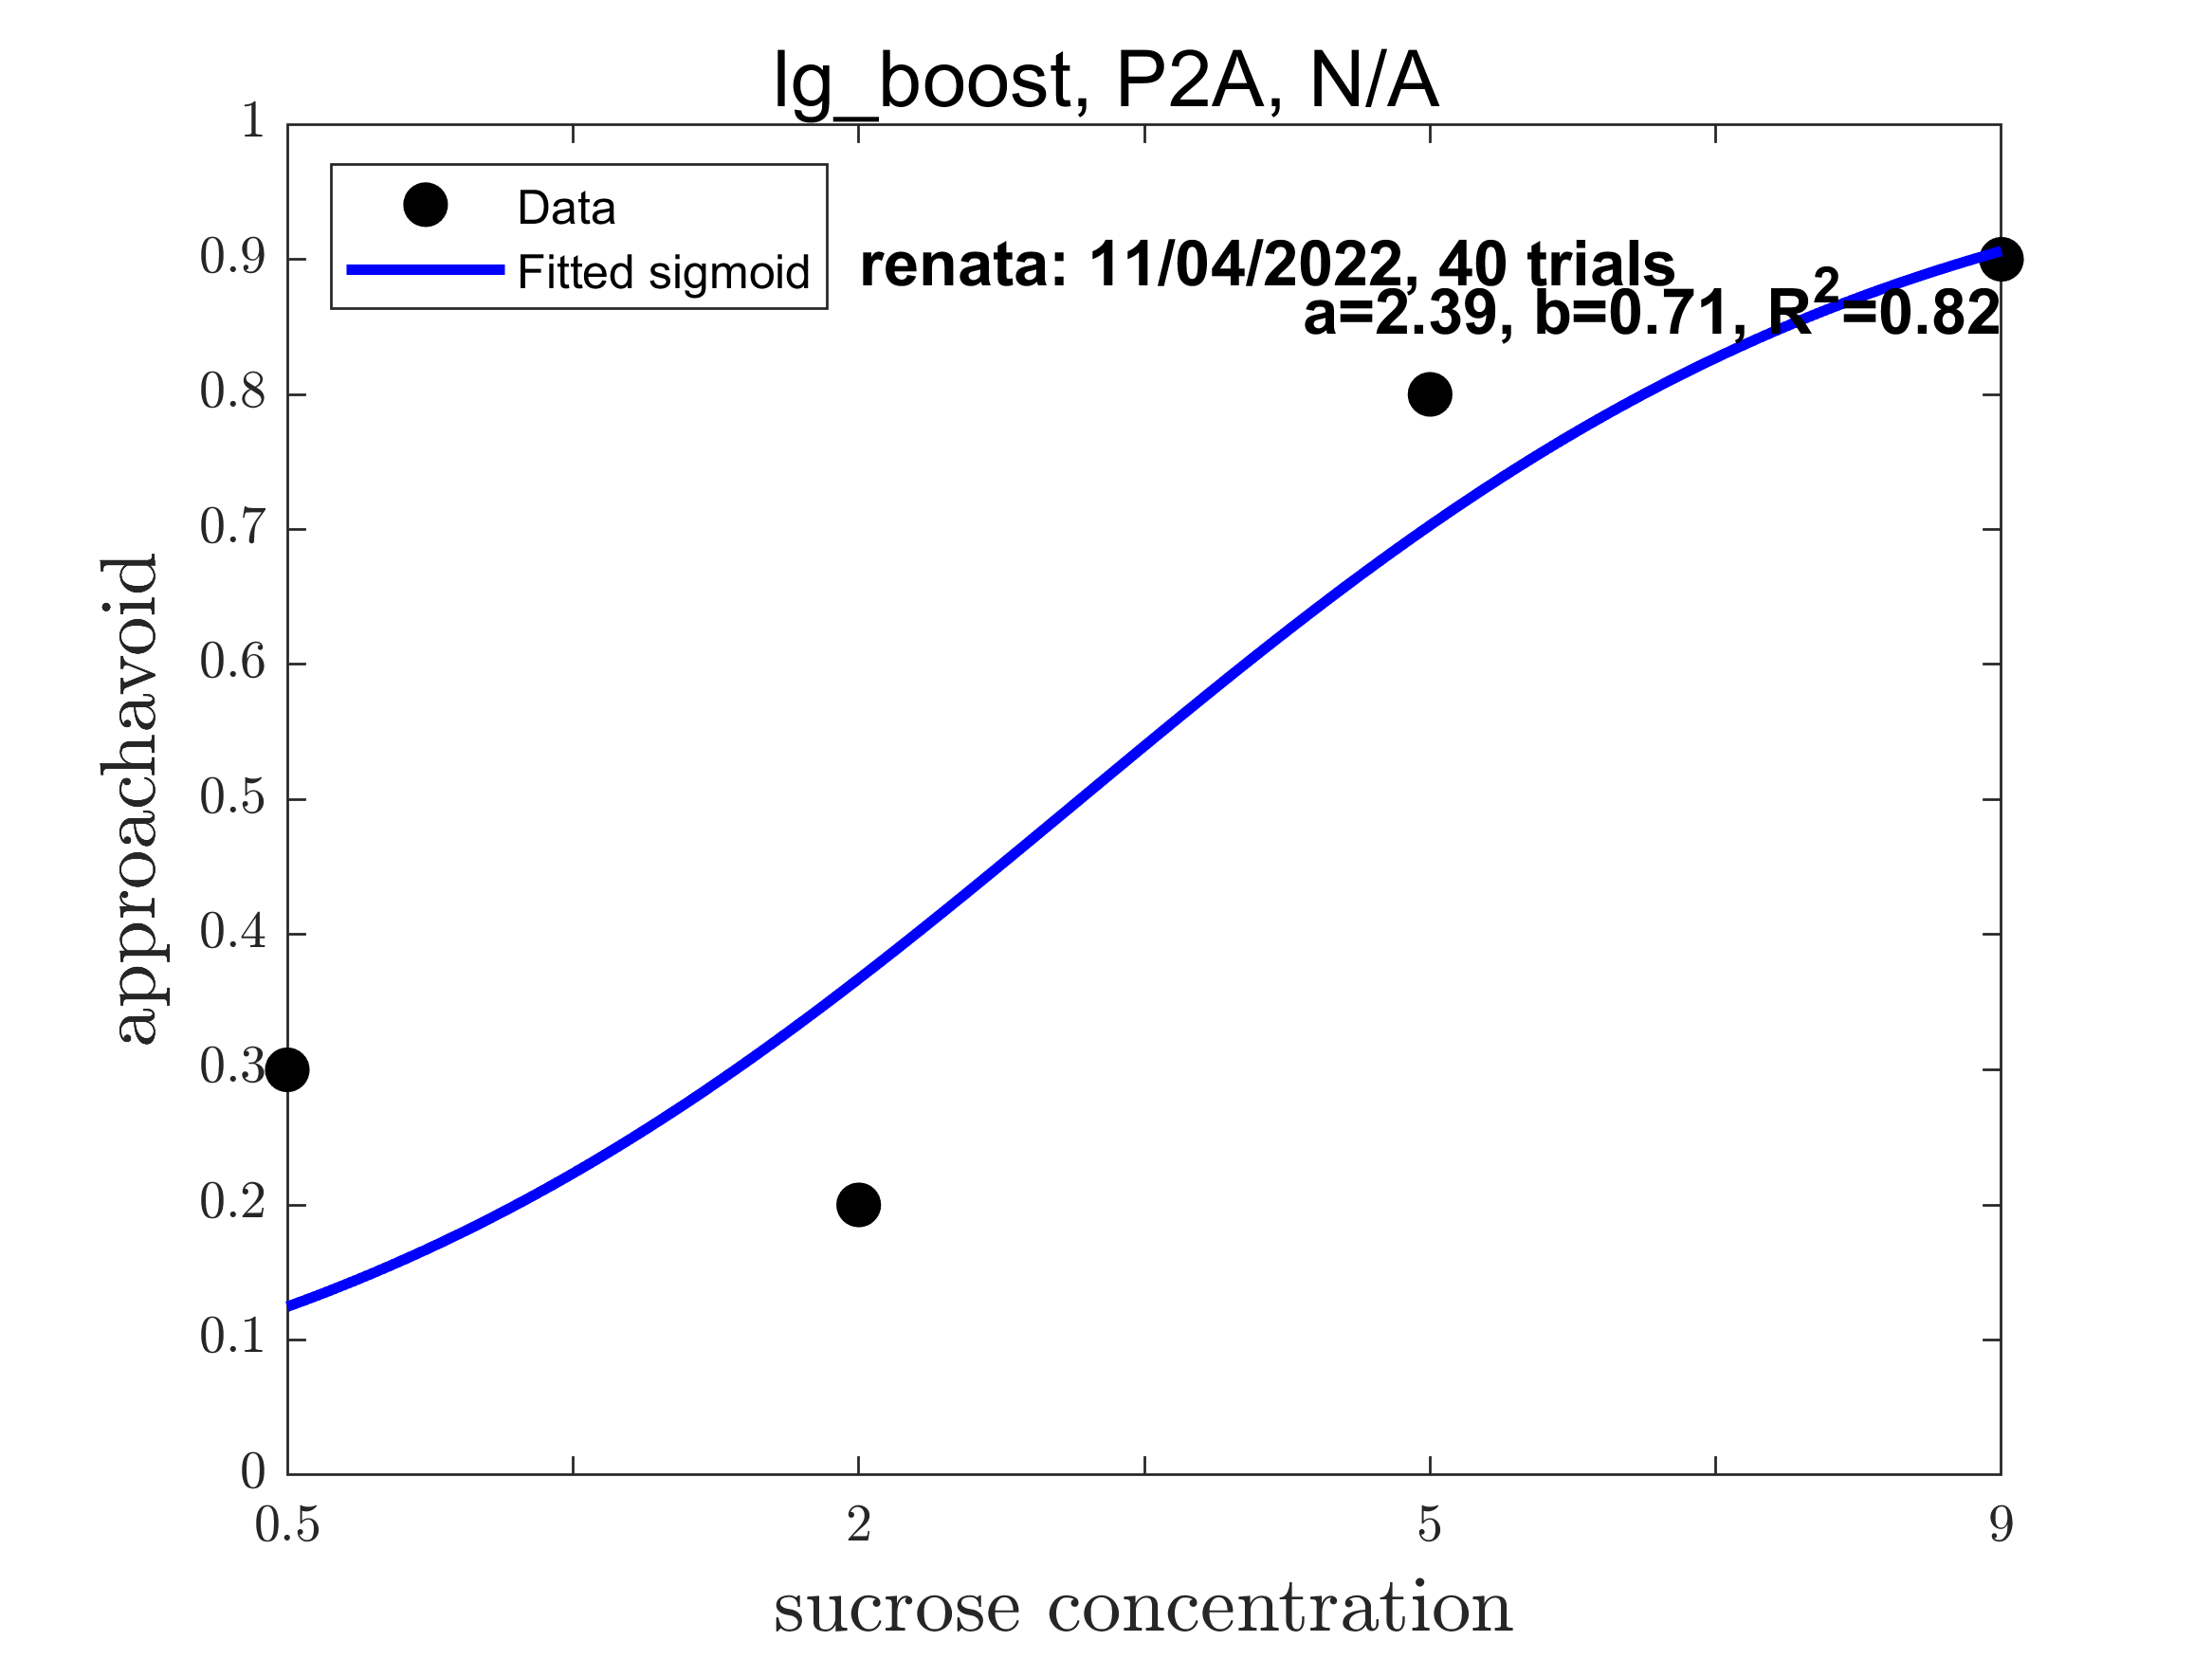 lg_boost, P2A, N/A
Data
Fitted sigmoid
renata: 11/04/2022, 40 trials
a=2.39, b=0.71, R²=0.82
approachavoid
1
0.9
0.8
0.7
0.6
0.5
0.4
0.3
0.2
0.1
0
0.5 2 5 9
sucrose concentration